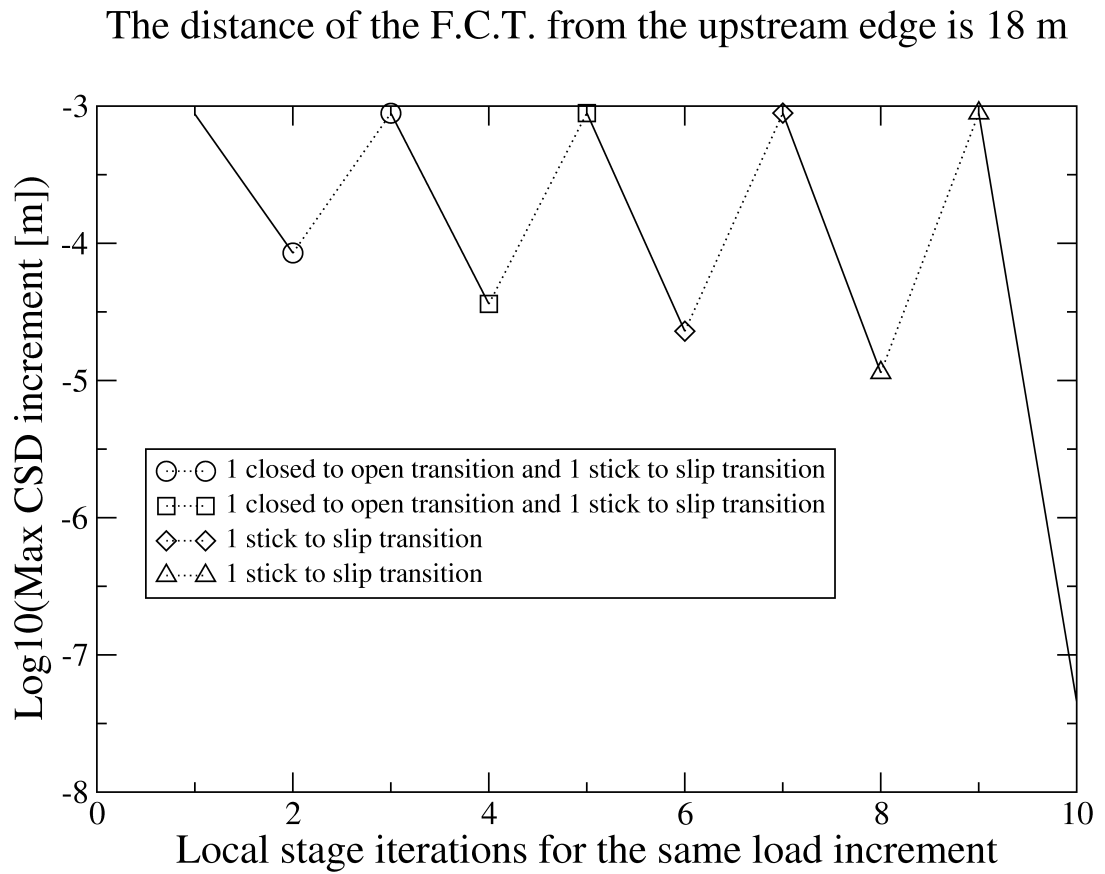 The distance of the F.C.T. from the upstream edge is 18 m
-3
-4
-5
-6
-7
-8
Log10(Max CSD increment [m])
1 closed to open transition and 1 stick to slip transition
1 closed to open transition and 1 stick to slip transition
1 stick to slip transition
1 stick to slip transition
0 2 4 6 8 10
Local stage iterations for the same load increment